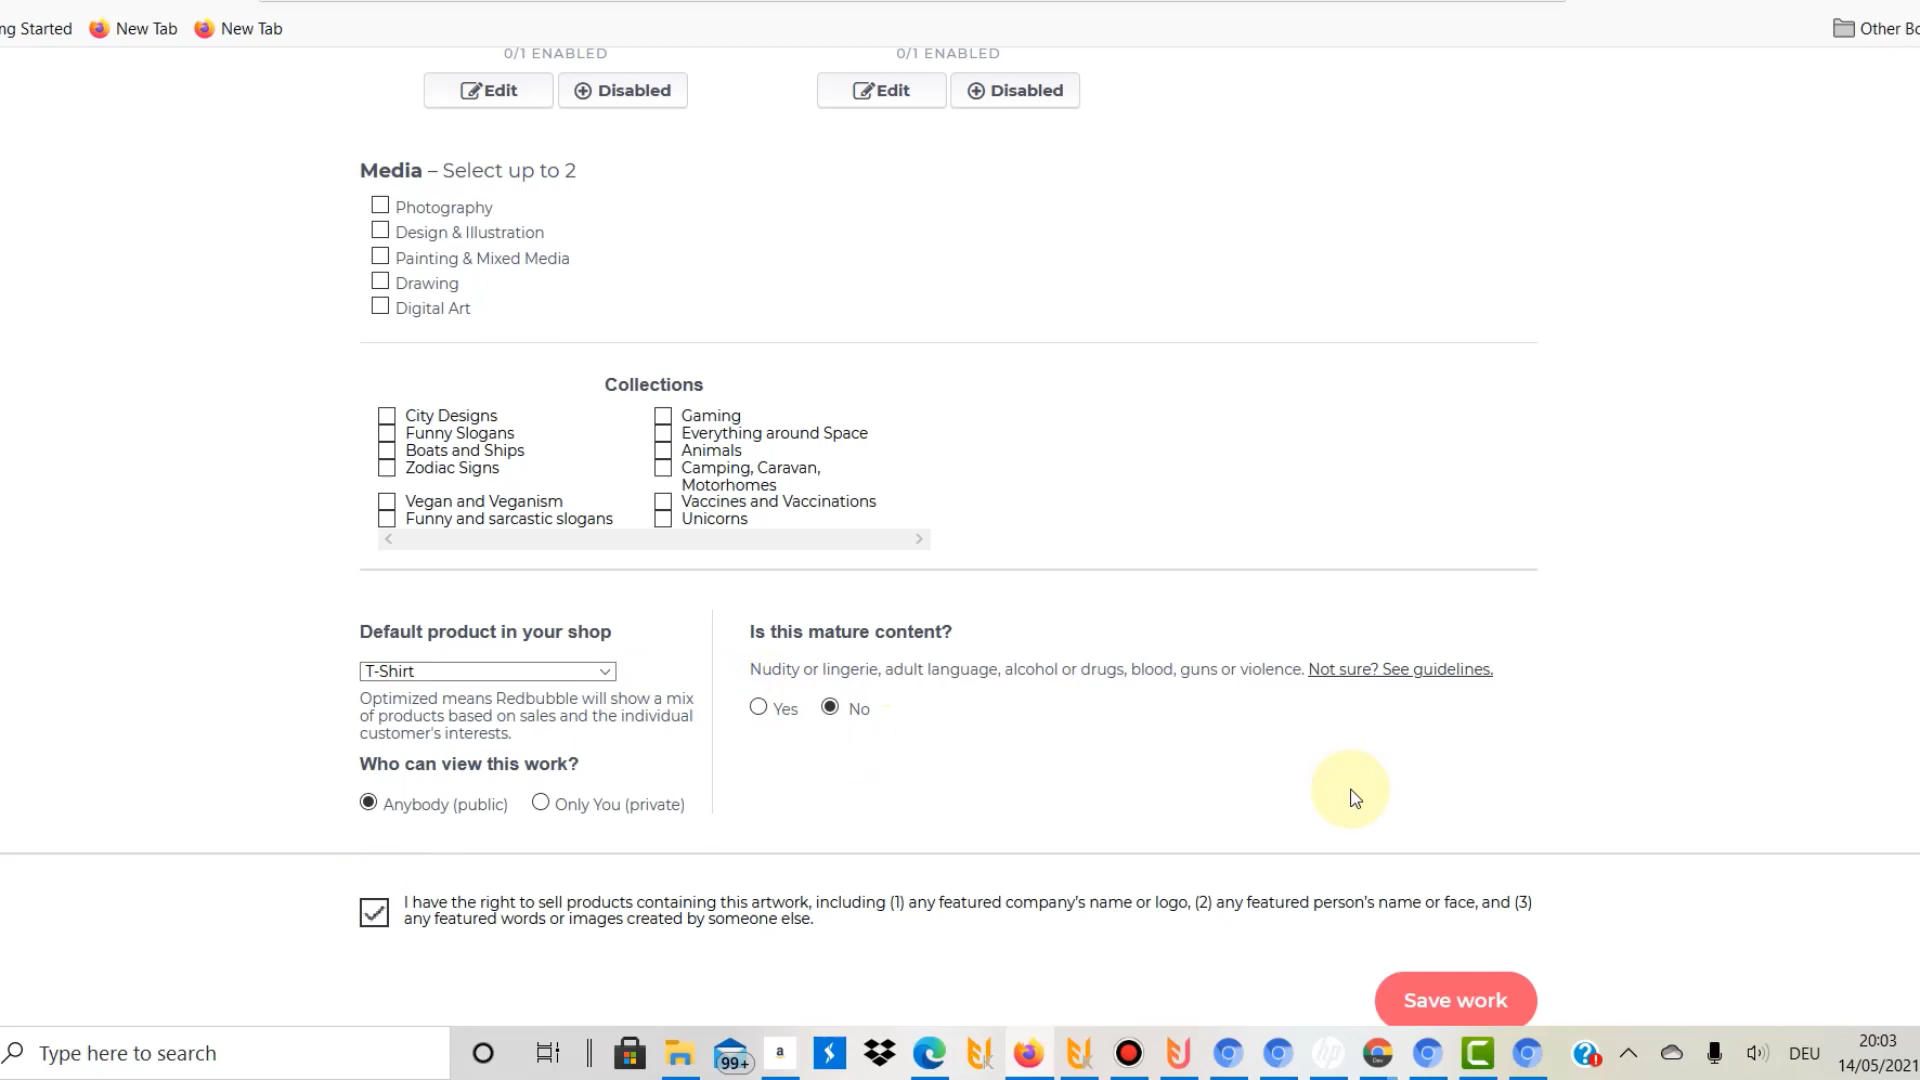 ng Started New Tab New Tab Other Bo
0/1 ENABLED 0/1 ENABLED
Edit Disabled Edit Disabled
Media – Select up to 2
Photography
Design & Illustration
Painting & Mixed Media
Drawing
Digital Art
Collections
City Designs Gaming
Funny Slogans Everything around Space
Boats and Ships Animals
Zodiac Signs Camping, Caravan,
Motorhomes
Vegan and Veganism Vaccines and Vaccinations
Funny and sarcastic slogans Unicorns
Default product in your shop
T-Shirt
Optimized means Redbubble will show a mix
of products based on sales and the individual
customer's interests.
Who can view this work?
Anybody (public) Only You (private)
Is this mature content?
Nudity or lingerie, adult language, alcohol or drugs, blood, guns or violence. Not sure? See guidelines.
Yes No
I have the right to sell products containing this artwork, including (1) any featured company's name or logo, (2) any featured person's name or face, and (3)
any featured words or images created by someone else.
Save work
Type here to search 99+ a hp Dev DEU 20:03
14/05/2021